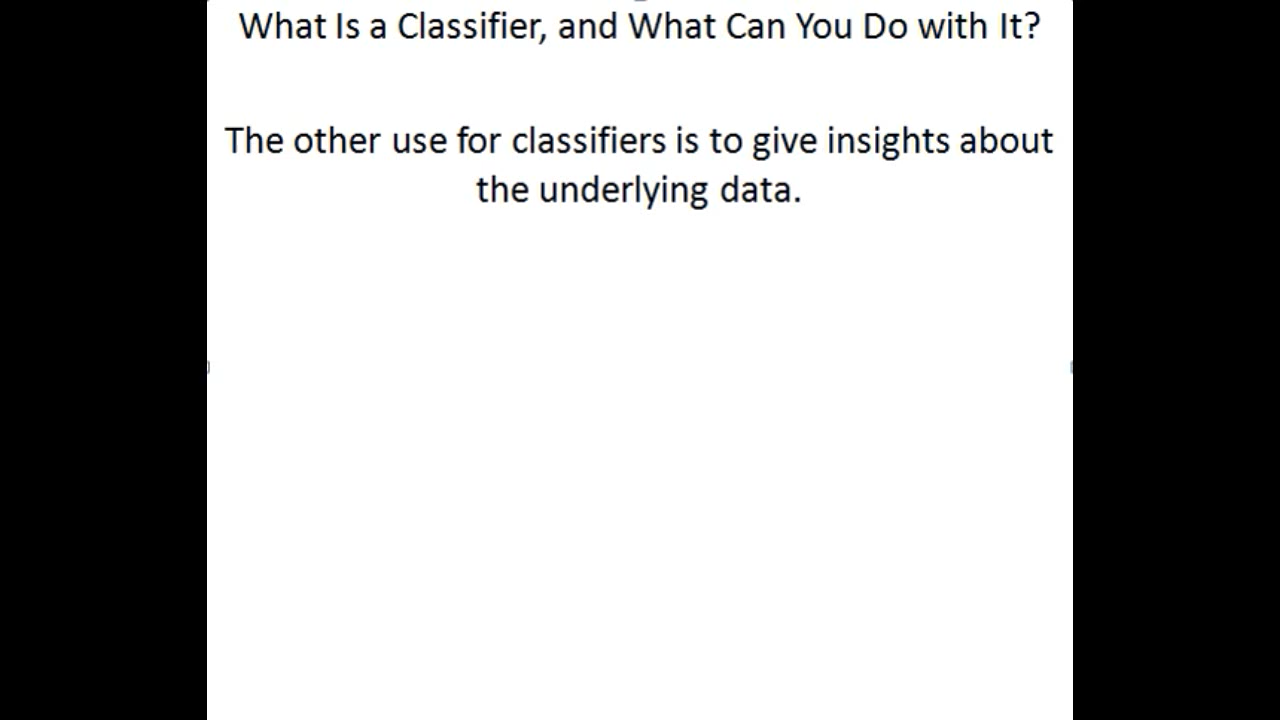 What Is a Classifier, and What Can You Do with It?
The other use for classifiers is to give insights about
the underlying data.